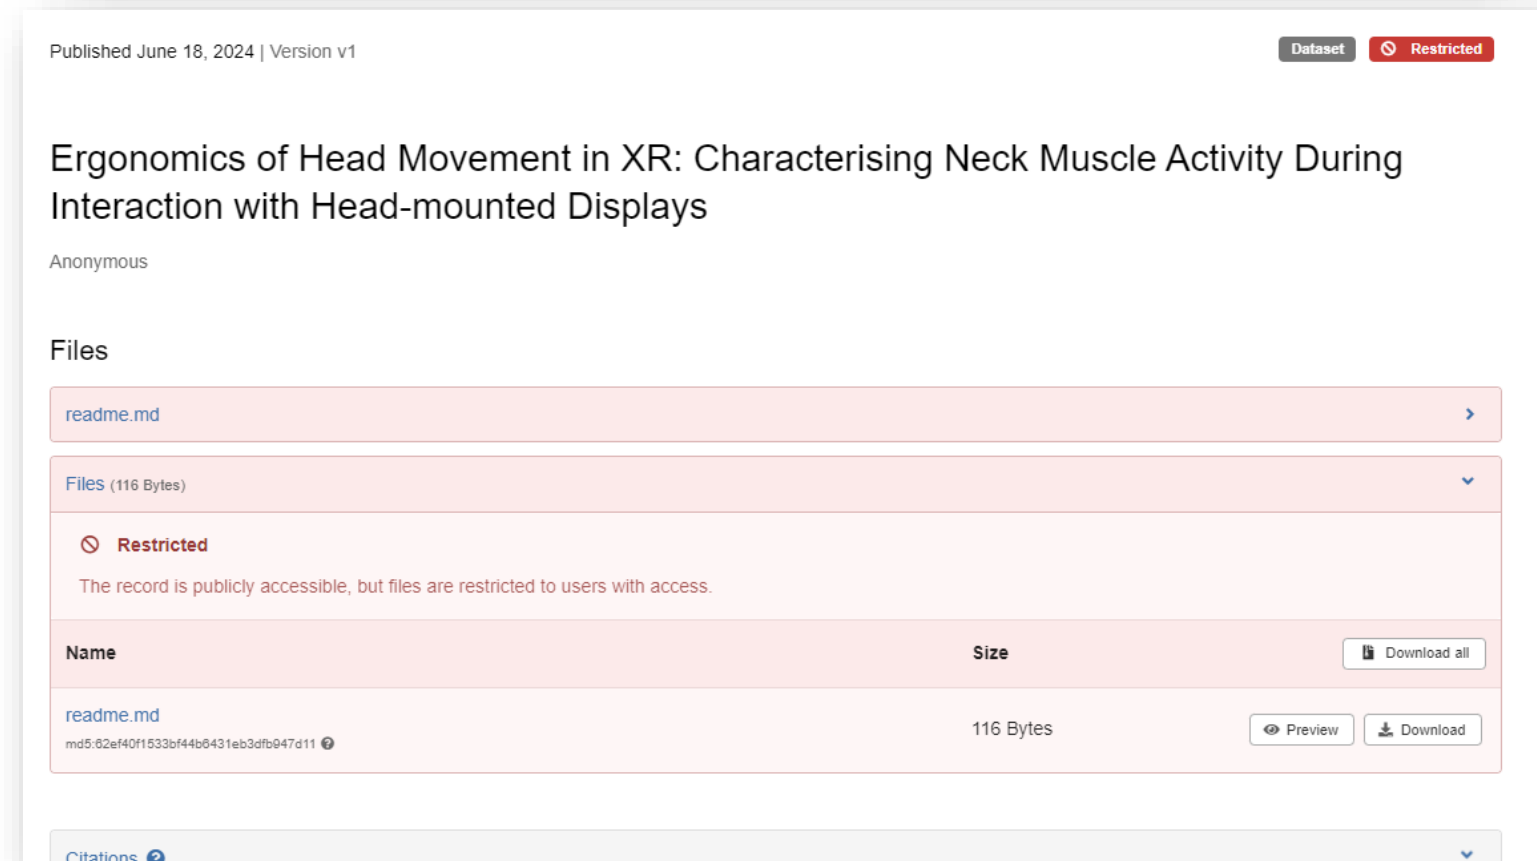 Published June 18, 2024 | Version v1
Dataset
Restricted
Ergonomics of Head Movement in XR: Characterising Neck Muscle Activity During
Interaction with Head-mounted Displays
Anonymous
Files
readme.md
Files (116 Bytes)
Restricted
The record is publicly accessible, but files are restricted to users with access.
Name Size Download all
readme.md
116 Bytes Preview Download
md5:62ef40f1533bf44b6431eb3dfb947d11
Citations